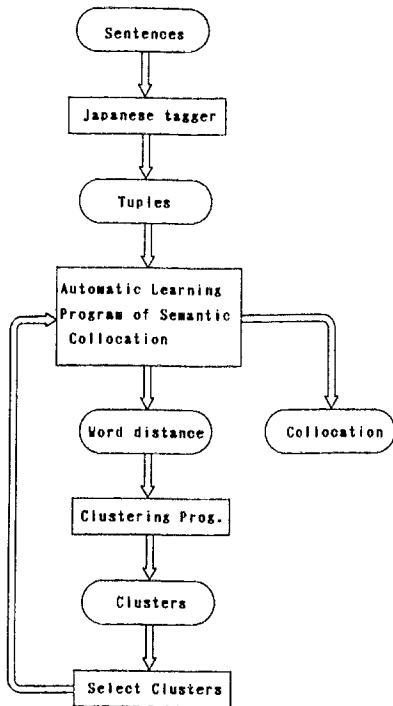 Sentences
Japanese tagger
Tuples
Automatic Learning
Program of Semantic
Collocation
Word distance
Collocation
Clustering Prog.
Clusters
Select Clusters